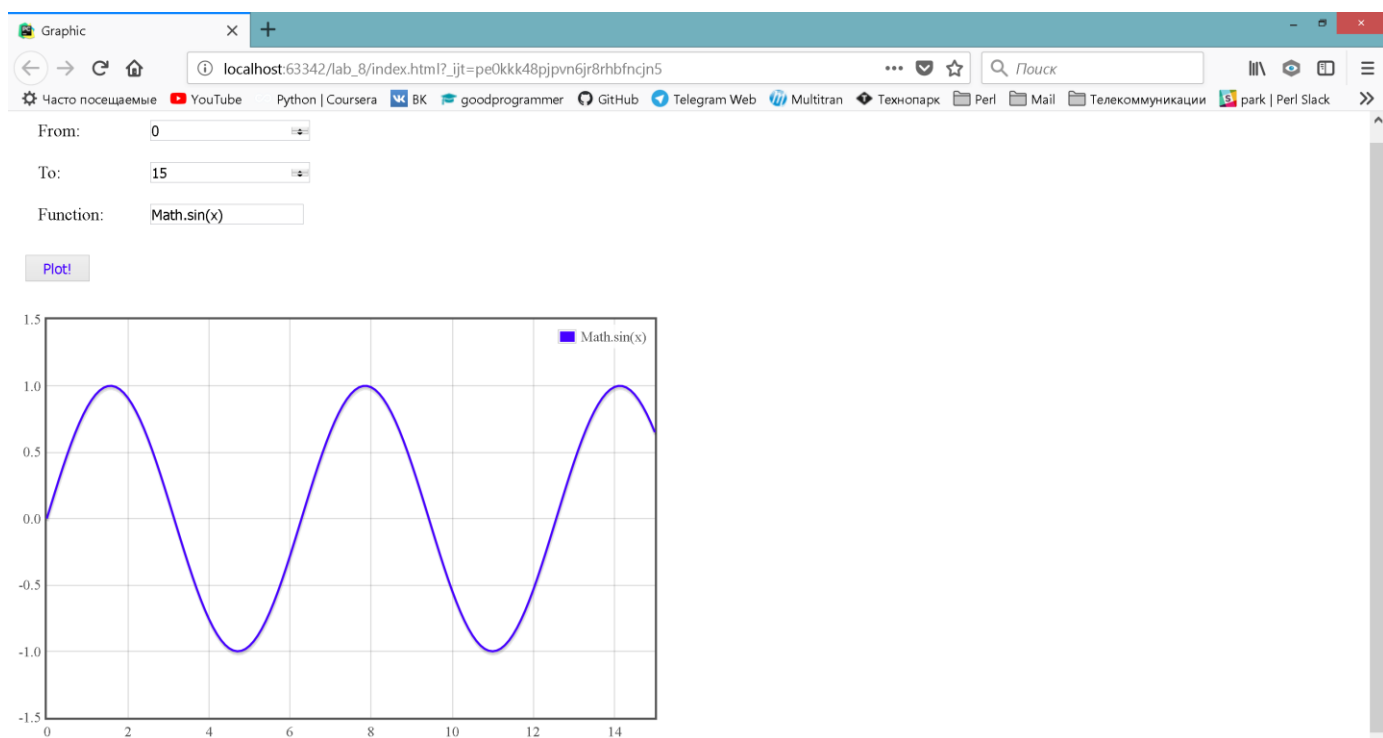 Graphic
localhost:63342/lab_8/index.html?_ijt=pe0kkk48pjpvn6jr8rhbfncjn5
Поиск
Часто посещаемые YouTube Python | Coursera ВК goodprogrammer GitHub Telegram Web Multitran Технопарк Perl Mail Телекоммуникации park | Perl Slack
From: 0
To: 15
Function: Math.sin(x)
Plot!
1.5
Math.sin(x)
1.0
0.5
0.0
-0.5
-1.0
-1.5
0 2 4 6 8 10 12 14